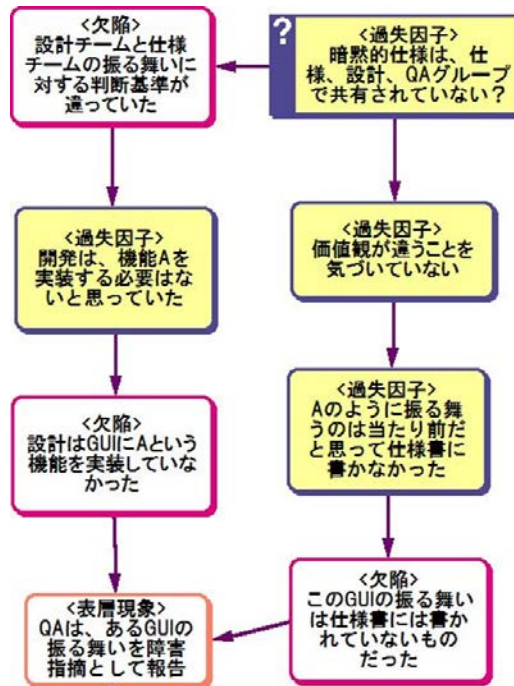 <欠陥>
設計チームと仕様
チームの振る舞いに
対する判断基準が
違っていた
?
<過失因子>
暗黙的仕様は、仕
様、設計、QAグループ
で共有されていない?
<過失因子>
開発は、機能Aを
実装する必要はな
いと思っていた
<過失因子>
価値観が違うことを
気づいていない
<欠陥>
設計はGUIにAという
機能を実装していな
かった
<過失因子>
Aのように振る舞
うのは当たり前だ
と思って仕様書に
書かなかった
<表層現象>
QAは、あるGUIの
振る舞いを障害
指摘として報告
<欠陥>
このGUIの振る舞い
は仕様書には書か
れていないもの
だった